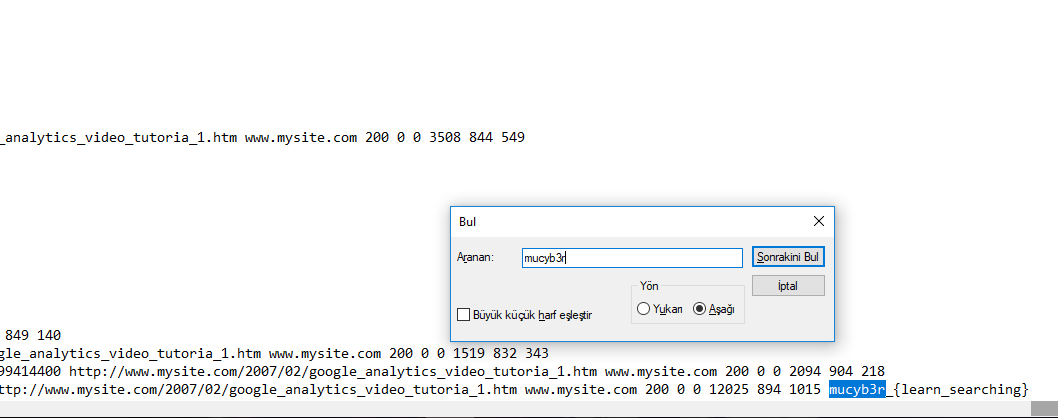 _analytics_video_tutoria_1.htm www.mysite.com 200 0 0 3508 844 549
Bul
Aranan:
mucyb3r
Sonrakini Bul
İptal
Yön
Yukarı
Aşağı
Büyük küçük harf eşleştir
849 140
gle_analytics_video_tutoria_1.htm www.mysite.com 200 0 0 1519 832 343
99414400 http://www.mysite.com/2007/02/google_analytics_video_tutoria_1.htm www.mysite.com 200 0 0 2094 904 218
ttp://www.mysite.com/2007/02/google_analytics_video_tutoria_1.htm www.mysite.com 200 0 0 12025 894 1015 mucyb3r_{learn_searching}